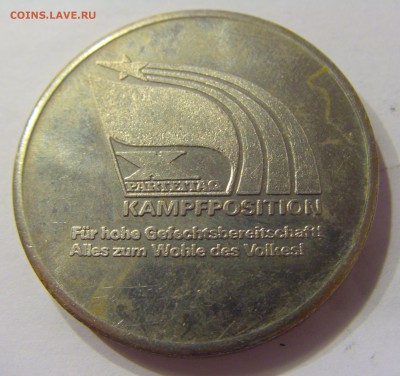 COINS.LAVE.RU
X
PARTEITAG
KAMPFPOSITION
Für hohe Gefechtsbereitschaft!
Alles zum Wohle des Volkes!